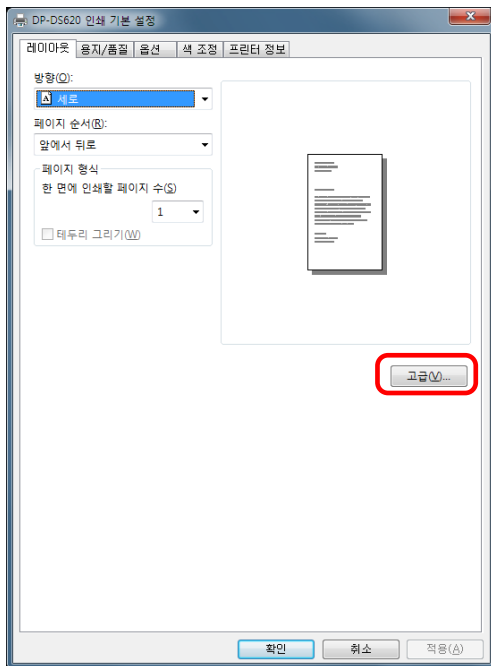 DP-DS620 인쇄 기본 설정
레이아웃 용지/품질 옵션 색 조정 프린터 정보
방향(O):
세로
페이지 순서(R):
앞에서 뒤로
페이지 형식
한 면에 인쇄할 페이지 수(S)
1
테두리 그리기(W)
고급(V)...
확인 취소 적용(A)